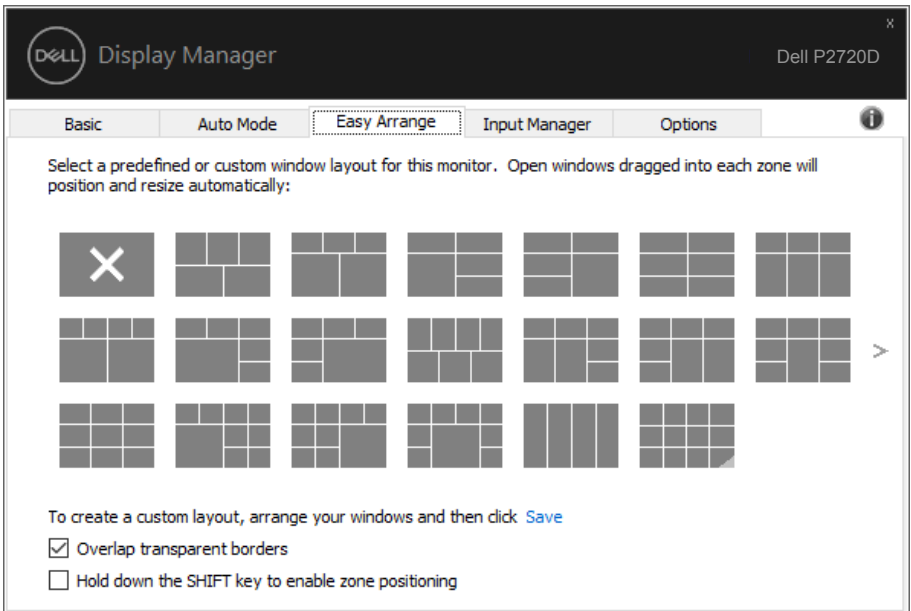 x
DELL
Display Manager
Dell P2720D
Basic
Auto Mode
Easy Arrange
Input Manager
Options
i
Select a predefined or custom window layout for this monitor. Open windows dragged into each zone will
position and resize automatically:
>
To create a custom layout, arrange your windows and then click Save
Overlap transparent borders
Hold down the SHIFT key to enable zone positioning